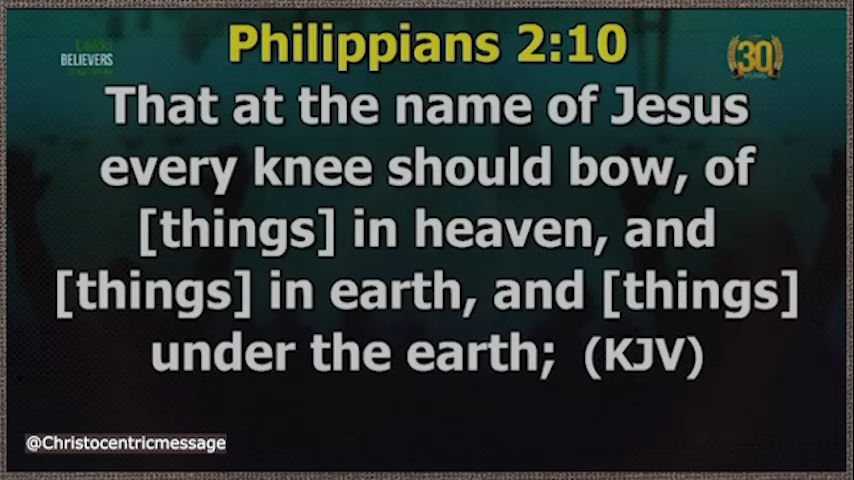 Philippians 2:10
BELIEVERS
30
YEARS
That at the name of Jesus
every knee should bow, of
[things] in heaven, and
[things] in earth, and [things]
under the earth; (KJV)
@Christocentricmessage